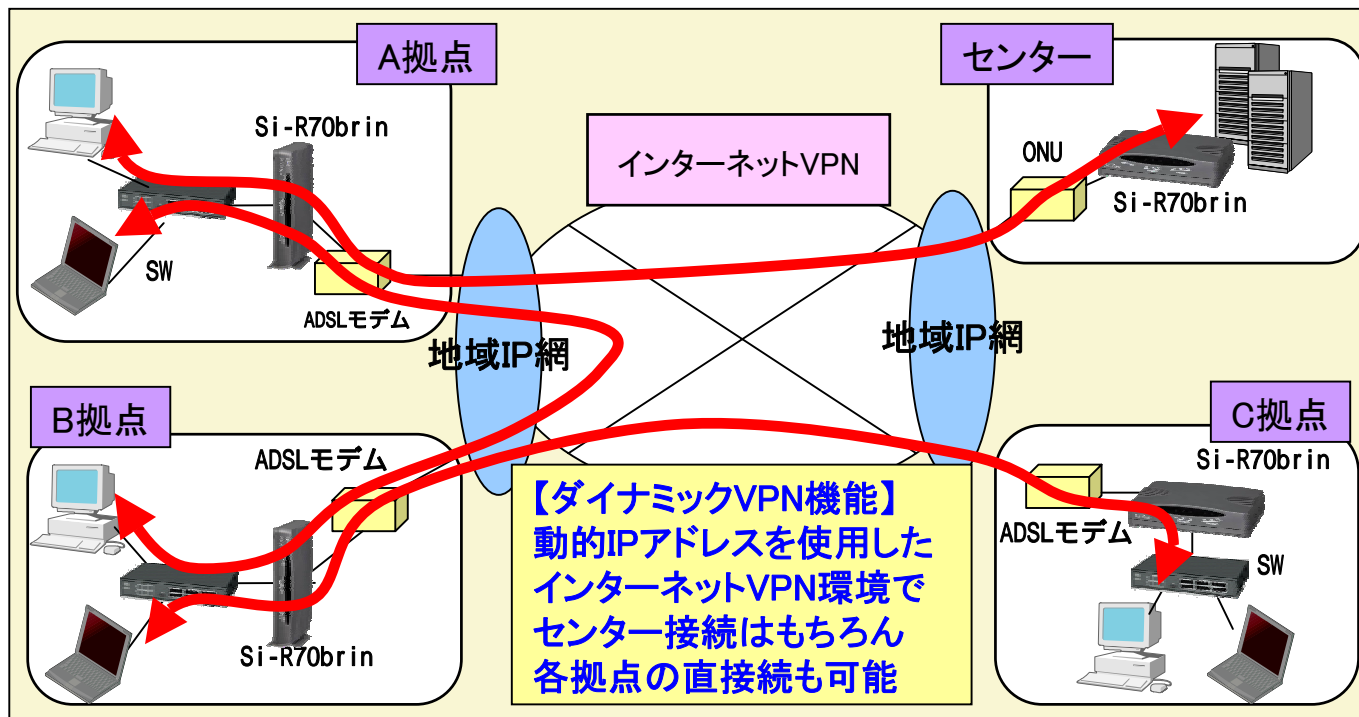 A拠点
Si-R70brin
SW
ADSLモデム
センター
ONU
Si-R70brin
インターネットVPN
地域IP網
地域IP網
B拠点
ADSLモデム
Si-R70brin
C拠点
Si-R70brin
ADSLモデム
SW
【ダイナミックVPN機能】
動的IPアドレスを使用した
インターネットVPN環境で
センター接続はもちろん
各拠点の直接続も可能